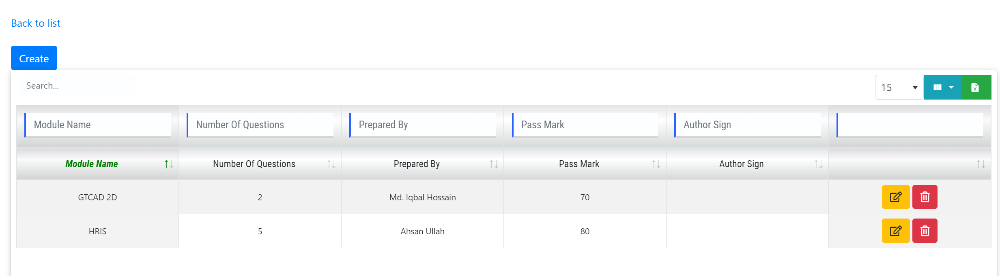 Back to list
Create
Search...
15
Module Name Number Of Questions Prepared By Pass Mark Author Sign
Module Name Number Of Questions Prepared By Pass Mark Author Sign
GTCAD 2D 2 Md. Iqbal Hossain 70
HRIS 5 Ahsan Ullah 80